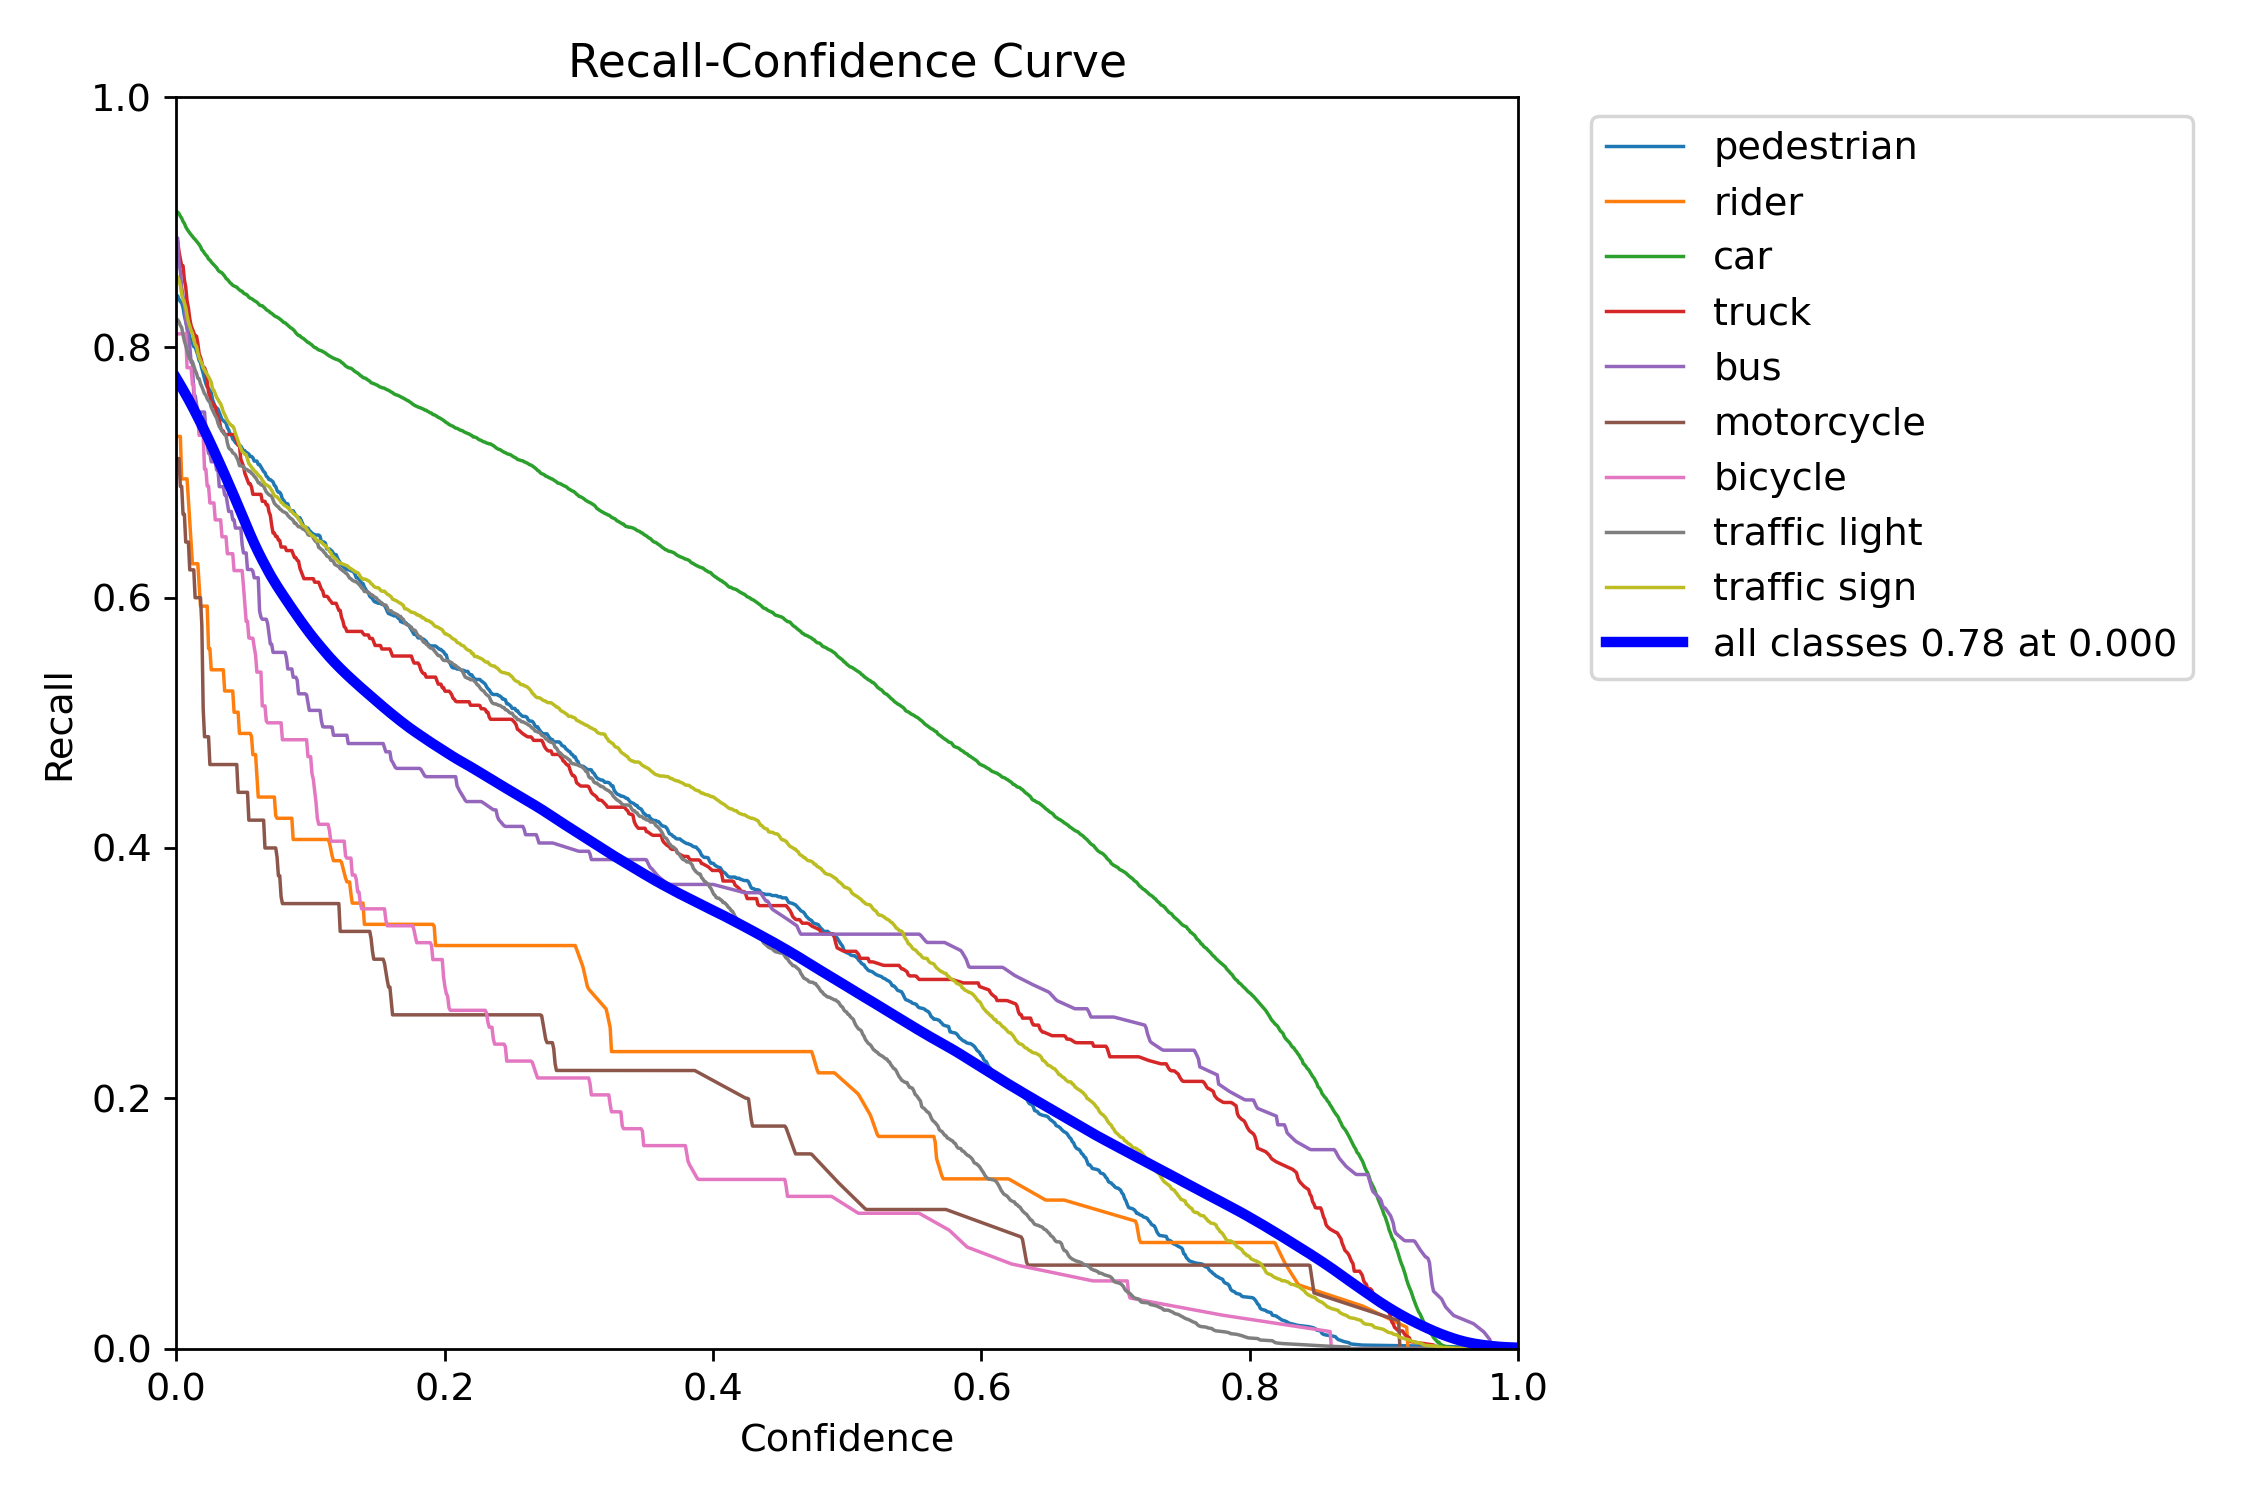 Recall-Confidence Curve
1.0
0.8
0.6
0.4
0.2
0.0
Recall
0.0 0.2 0.4 0.6 0.8 1.0
Confidence
pedestrian
rider
car
truck
bus
motorcycle
bicycle
traffic light
traffic sign
all classes 0.78 at 0.000